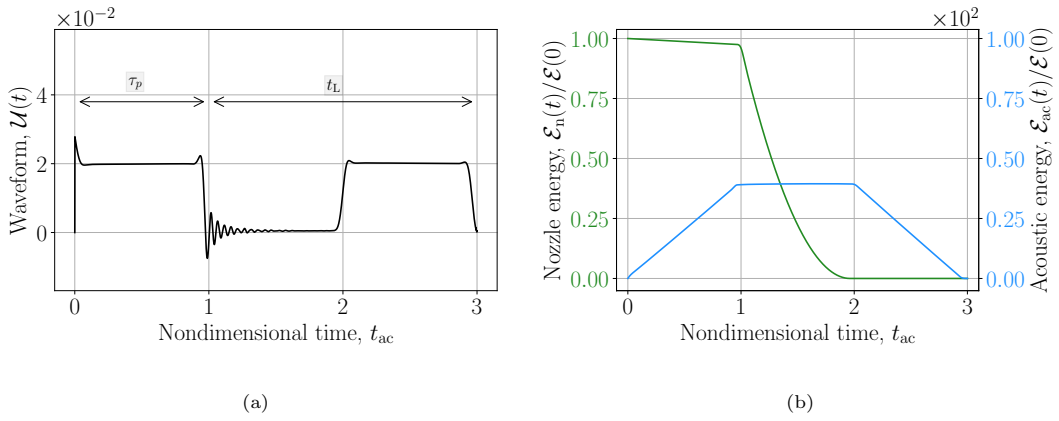 ×10⁻²
Waveform, 𝒰(t)
4
2
0
τ_p
t_L
0
1
2
3
Nondimensional time, t_ac
(a)
×10²
Nozzle energy, ℰ_n(t)/ℰ(0)
1.00
0.75
0.50
0.25
0.00
1.00
0.75
0.50
0.25
0.00
Acoustic energy, ℰ_ac(t)/ℰ(0)
0
1
2
3
Nondimensional time, t_ac
(b)